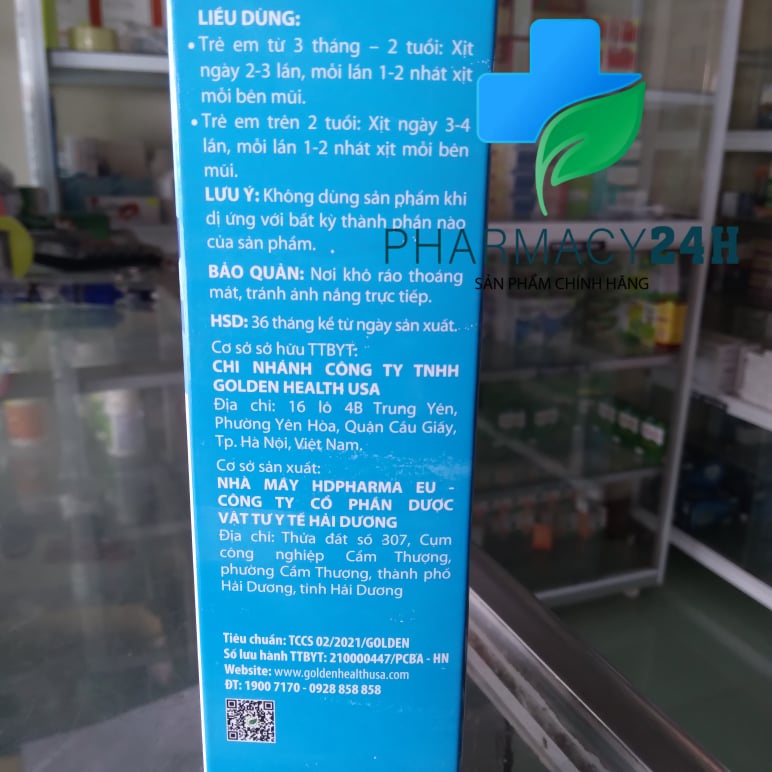 LIỀU DÙNG:
• Trẻ em từ 3 tháng – 2 tuổi: Xịt
ngày 2-3 lần, mỗi lần 1-2 nhát xịt
mỗi bên mũi.
• Trẻ em trên 2 tuổi: Xịt ngày 3-4
lần, mỗi lần 1-2 nhát xịt mỗi bên
mũi.
LƯU Ý: Không dùng sản phẩm khi
dị ứng với bất kỳ thành phần nào
của sản phẩm.
BẢO QUẢN: Nơi khô ráo thoáng
mát, tránh ánh nắng trực tiếp.
HSD: 36 tháng kể từ ngày sản xuất.
Cơ sở sở hữu TTBYT:
CHI NHÁNH CÔNG TY TNHH
GOLDEN HEALTH USA
Địa chỉ: 16 lô 4B Trung Yên,
Phường Yên Hòa, Quận Cầu Giấy,
Tp. Hà Nội, Việt Nam.
Cơ sở sản xuất:
NHÀ MÁY HDPHARMA EU -
CÔNG TY CỔ PHẦN DƯỢC
VẬT TƯ Y TẾ HẢI DƯƠNG
Địa chỉ: Thửa đất số 307, Cụm
công nghiệp Cẩm Thượng,
phường Cẩm Thượng, thành phố
Hải Dương, tỉnh Hải Dương
Tiêu chuẩn: TCCS 02/2021/GOLDEN
Số lưu hành TTBYT: 210000447/PCBA - HN
Website: www.goldenhealthusa.com
ĐT: 1900 7170 - 0928 858 858
PHARMACY24H
SẢN PHẨM CHÍNH HÃNG